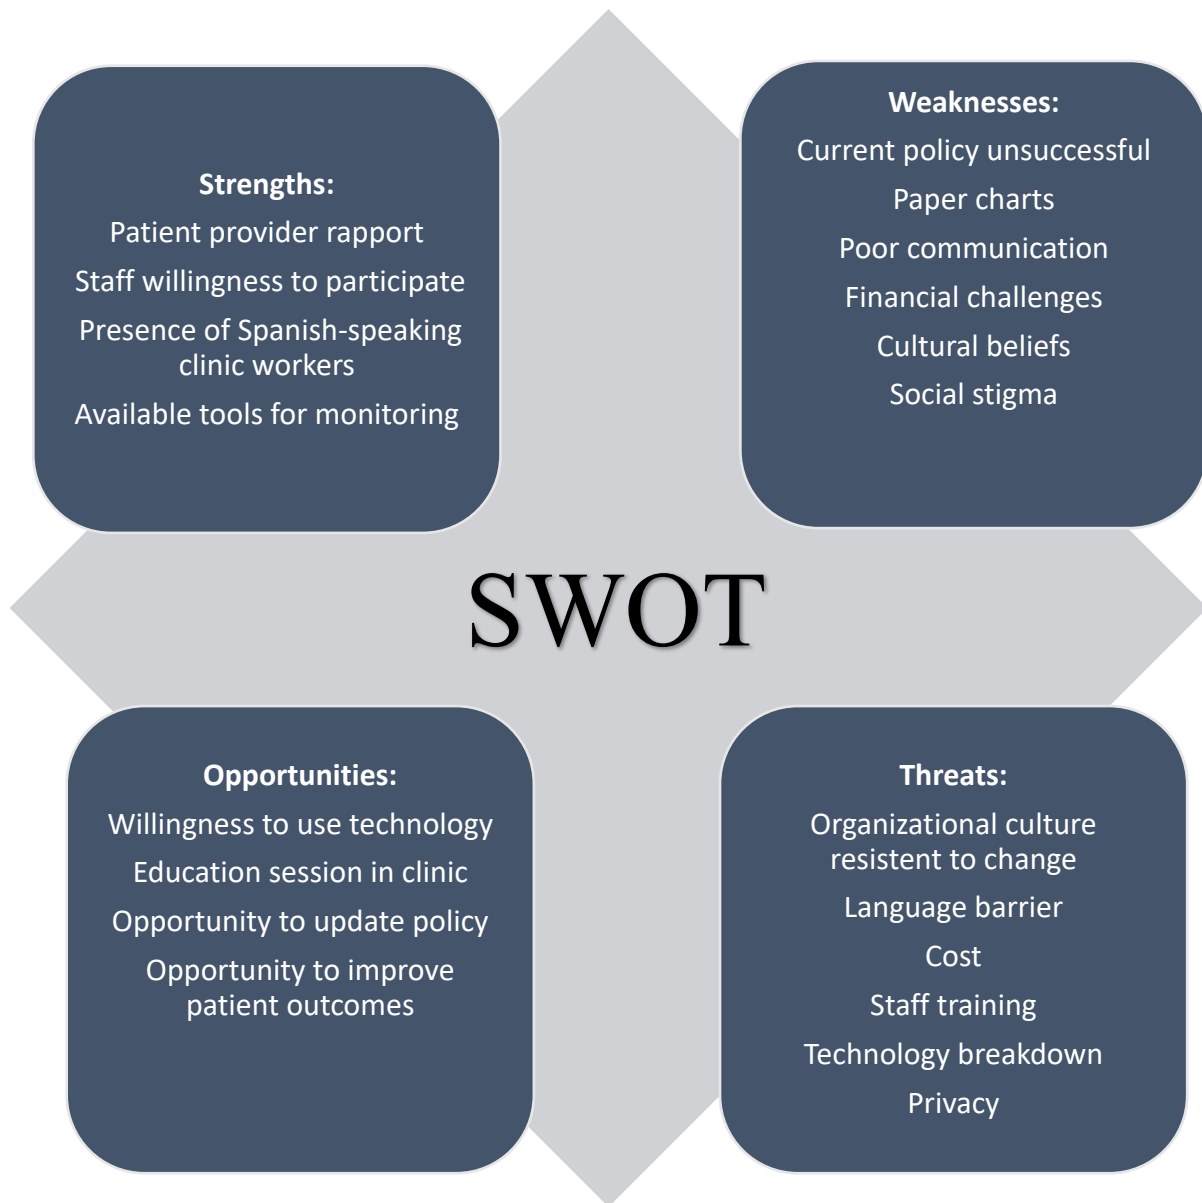 Strengths:
Patient provider rapport
Staff willingness to participate
Presence of Spanish-speaking
clinic workers
Available tools for monitoring
Weaknesses:
Current policy unsuccessful
Paper charts
Poor communication
Financial challenges
Cultural beliefs
Social stigma
SWOT
Opportunities:
Willingness to use technology
Education session in clinic
Opportunity to update policy
Opportunity to improve
patient outcomes
Threats:
Organizational culture
resistent to change
Language barrier
Cost
Staff training
Technology breakdown
Privacy